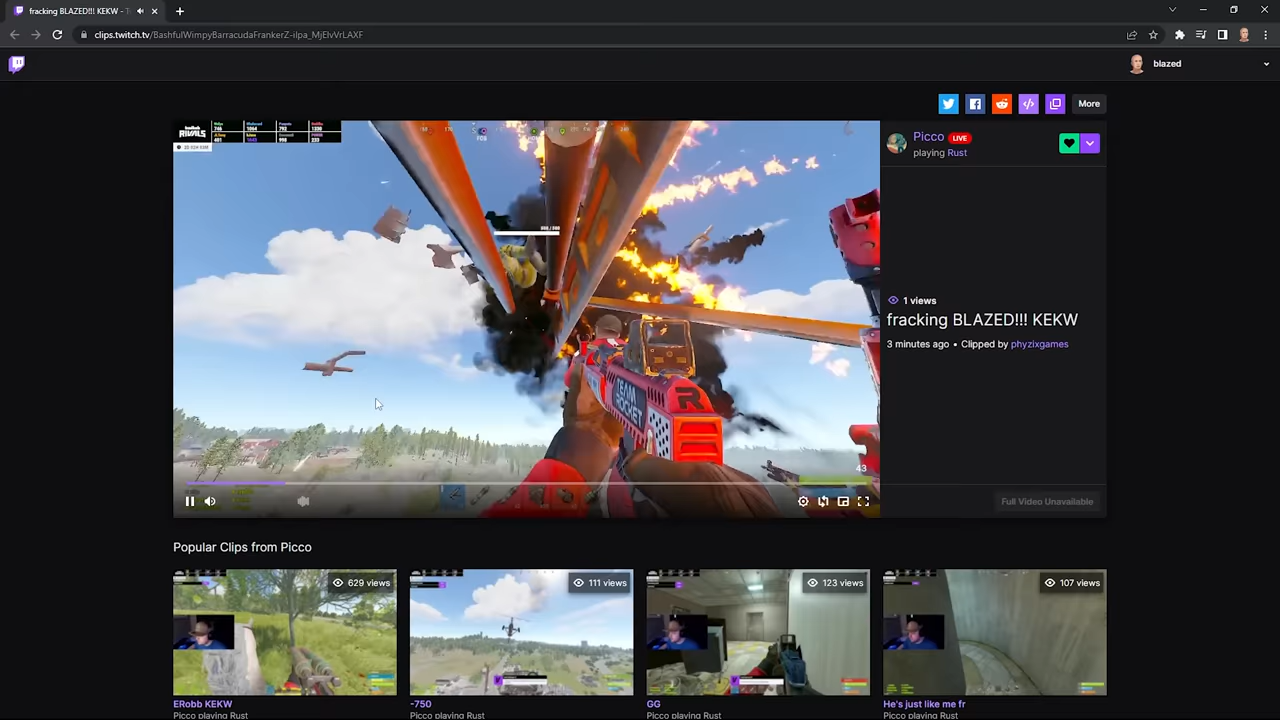 fracking BLAZED!!! KEKW - T
clips.twitch.tv/BashfulWimpyBarracudaFrankerZ-ilpa_MjElvVrLAXF
blazed
More
RIVALS
Picco LIVE
playing Rust
TEAM
ROCKET
R
43
1 views
fracking BLAZED!!! KEKW
3 minutes ago • Clipped by phyzixgames
Full Video Unavailable
Popular Clips from Picco
629 views
111 views
123 views
107 views
ERobb KEKW
-750
GG
He's just like me fr
Picco playing Rust
Picco playing Rust
Picco playing Rust
Picco playing Rust